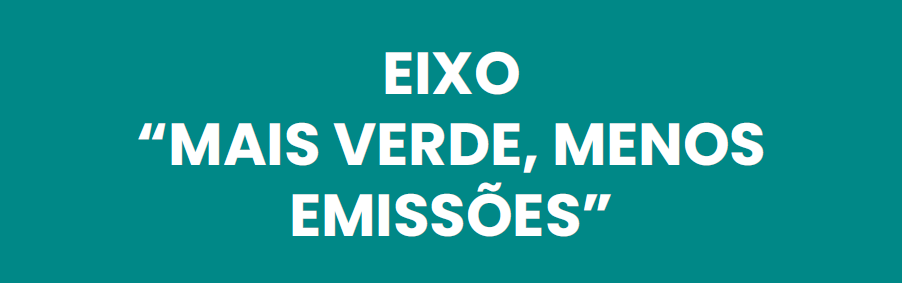 EIXO
“MAIS VERDE, MENOS
EMISSÕES”